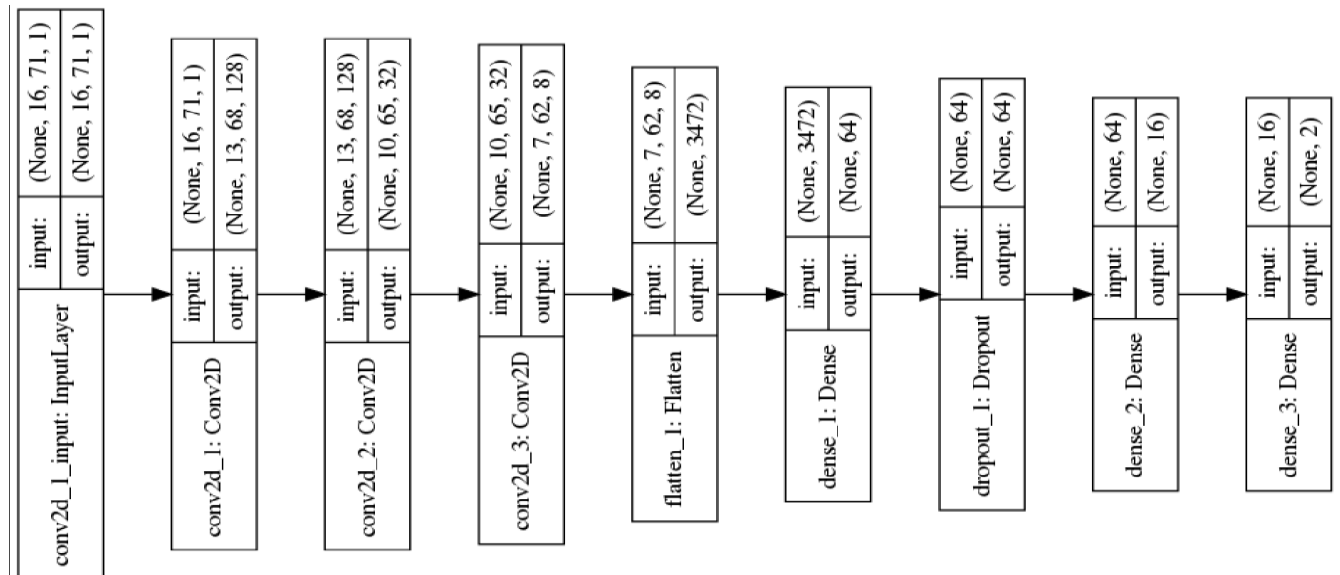 conv2d_1_input: InputLayer
input:
(None, 16, 71, 1)
output:
(None, 16, 71, 1)
conv2d_1: Conv2D
input:
(None, 16, 71, 1)
output:
(None, 13, 68, 128)
conv2d_2: Conv2D
input:
(None, 13, 68, 128)
output:
(None, 10, 65, 32)
conv2d_3: Conv2D
input:
(None, 10, 65, 32)
output:
(None, 7, 62, 8)
flatten_1: Flatten
input:
(None, 7, 62, 8)
output:
(None, 3472)
dense_1: Dense
input:
(None, 3472)
output:
(None, 64)
dropout_1: Dropout
input:
(None, 64)
output:
(None, 64)
dense_2: Dense
input:
(None, 64)
output:
(None, 16)
dense_3: Dense
input:
(None, 16)
output:
(None, 2)